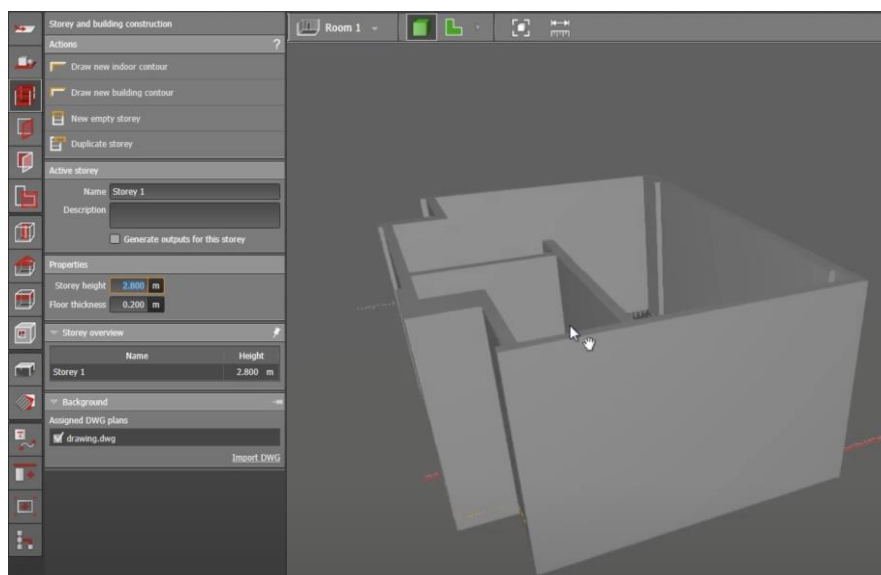 Storey and building construction
Room 1
Actions ?
Draw new indoor contour
Draw new building contour
New empty storey
Duplicate storey
Active storey
Name Storey 1
Description
Generate outputs for this storey
Properties
Storey height 2.800 m
Floor thickness 0.200 m
Storey overview
Name Height
Storey 1 2.800 m
Background
Assigned DWG plans
drawing.dwg
Import DWG